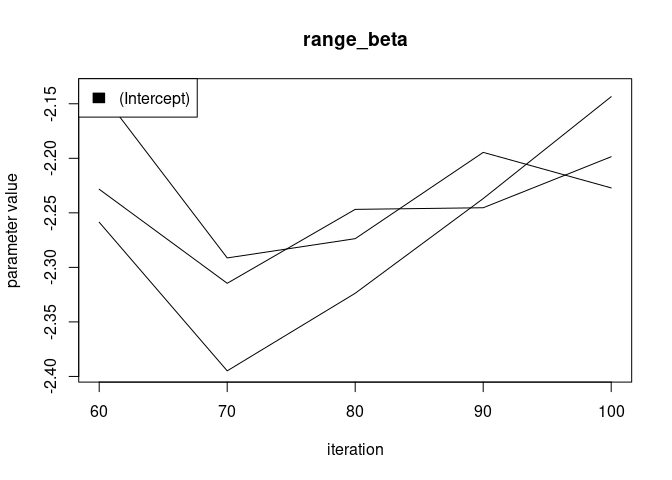 range_beta
(Intercept)
parameter value
-2.15
-2.20
-2.25
-2.30
-2.35
-2.40
60 70 80 90 100
iteration